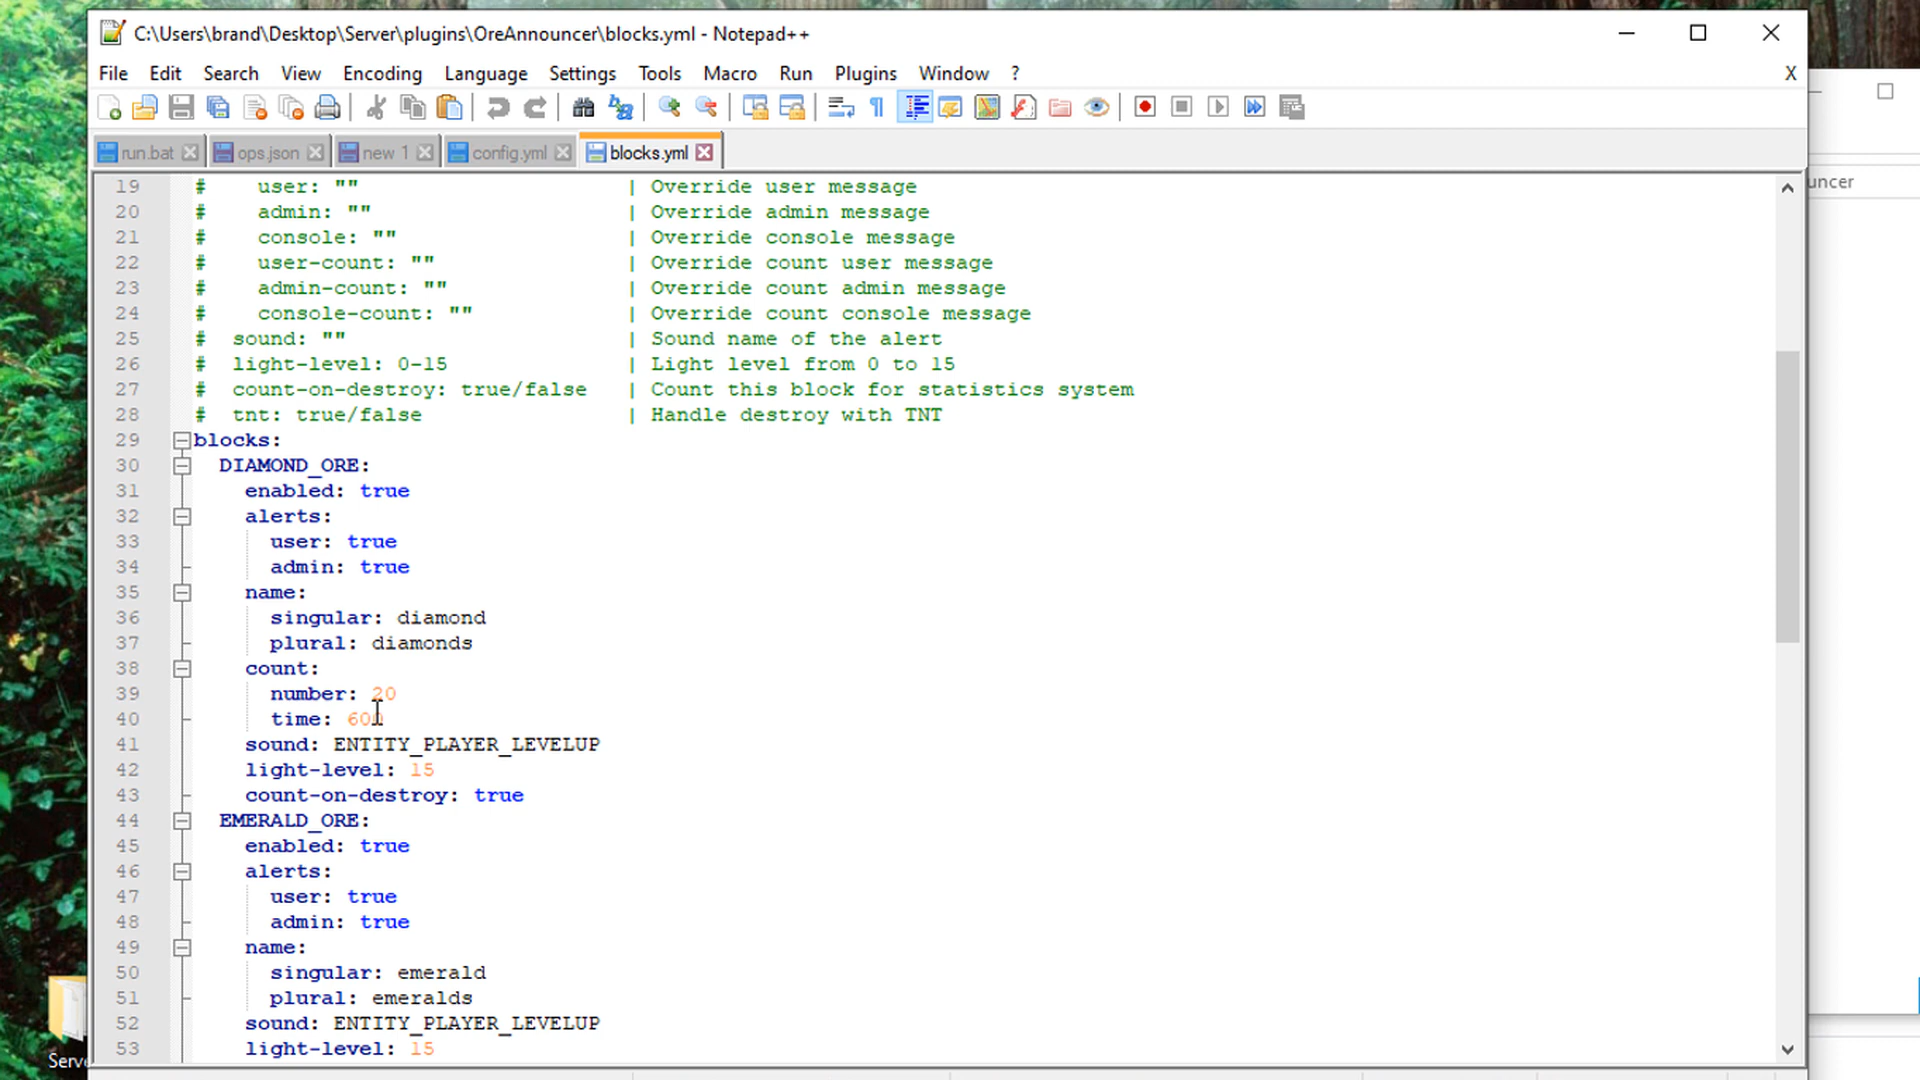 C:\Users\brand\Desktop\Server\plugins\OreAnnouncer\blocks.yml - Notepad++
File Edit Search View Encoding Language Settings Tools Macro Run Plugins Window ? X
run.bat ops.json new 1 config.yml blocks.yml
uncer
19 #    user: ""                     | Override user message
20 #    admin: ""                    | Override admin message
21 #    console: ""                  | Override console message
22 #    user-count: ""               | Override count user message
23 #    admin-count: ""              | Override count admin message
24 #    console-count: ""            | Override count console message
25 #  sound: ""                      | Sound name of the alert
26 #  light-level: 0-15              | Light level from 0 to 15
27 #  count-on-destroy: true/false   | Count this block for statistics system
28 #  tnt: true/false                | Handle destroy with TNT
29 blocks:
30   DIAMOND_ORE:
31     enabled: true
32     alerts:
33       user: true
34       admin: true
35     name:
36       singular: diamond
37       plural: diamonds
38     count:
39       number: 20
40       time: 600
41     sound: ENTITY_PLAYER_LEVELUP
42     light-level: 15
43     count-on-destroy: true
44   EMERALD_ORE:
45     enabled: true
46     alerts:
47       user: true
48       admin: true
49     name:
50       singular: emerald
51       plural: emeralds
52     sound: ENTITY_PLAYER_LEVELUP
53     light-level: 15
Serve